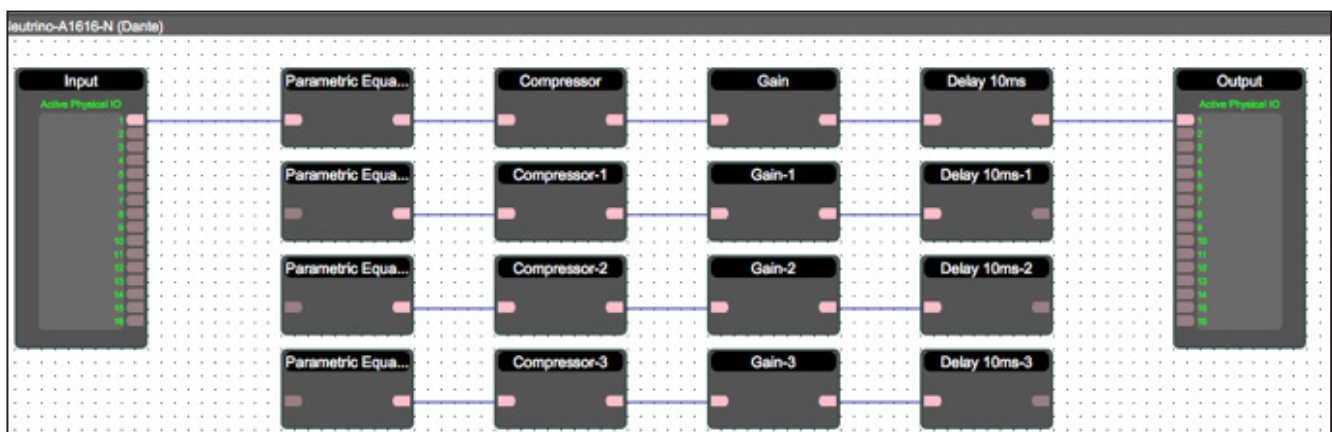 eutrino-A1616-N (Dante)
Input
Active Physical IO
1
2
3
4
5
6
7
8
9
10
11
12
13
14
15
16
Parametric Equa...
Compressor
Gain
Delay 10ms
Parametric Equa...
Compressor-1
Gain-1
Delay 10ms-1
Parametric Equa...
Compressor-2
Gain-2
Delay 10ms-2
Parametric Equa...
Compressor-3
Gain-3
Delay 10ms-3
Output
Active Physical IO
1
2
3
4
5
6
7
8
9
10
11
12
13
14
15
16